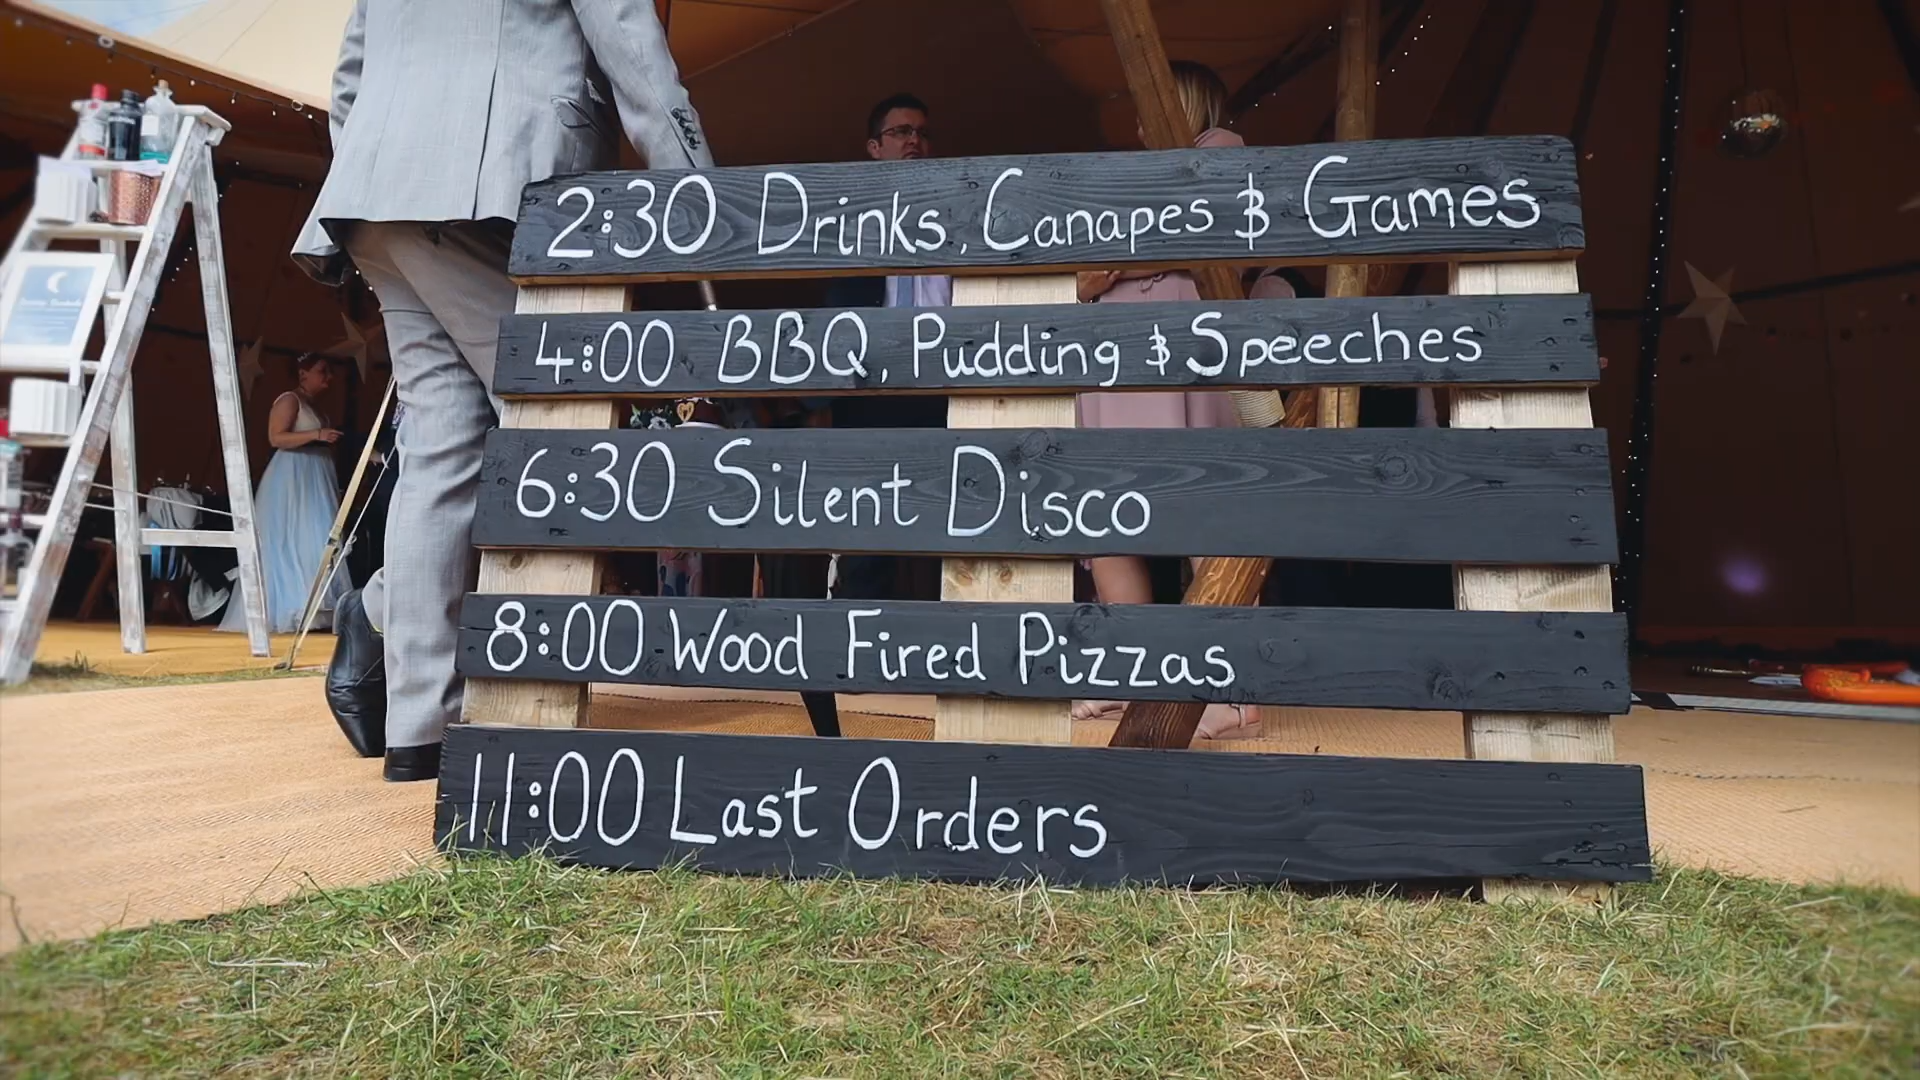 2:30 Drinks, Canapes & Games
4:00 BBQ, Pudding & Speeches
6:30 Silent Disco
8:00 Wood Fired Pizzas
11:00 Last Orders